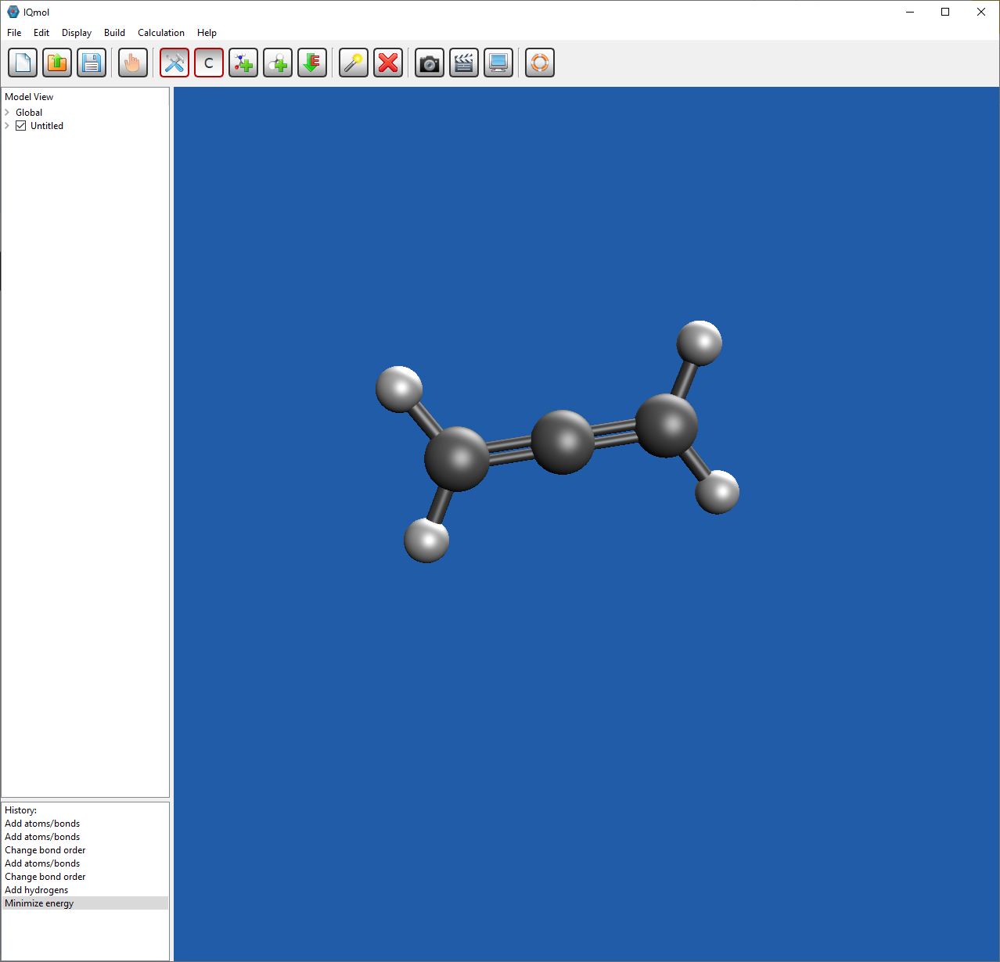 IQmol
File Edit Display Build Calculation Help
C E
Model View
Global
Untitled
History:
Add atoms/bonds
Add atoms/bonds
Change bond order
Add atoms/bonds
Change bond order
Add hydrogens
Minimize energy